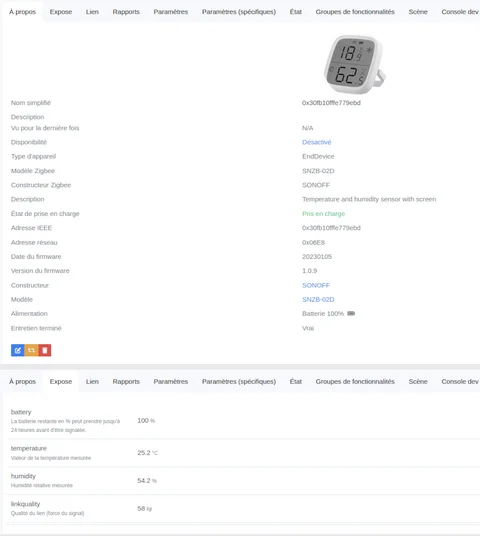 À propos Expose Lien Rapports Paramètres Paramètres (spécifiques) État Groupes de fonctionnalités Scène Console dev
18
62
Nom simplifié 0x30fb10fffe779ebd
Description
Vu pour la dernière fois N/A
Disponibilité Désactivé
Type d'appareil EndDevice
Modèle Zigbee SNZB-02D
Constructeur Zigbee SONOFF
Description Temperature and humidity sensor with screen
État de prise en charge Pris en charge
Adresse IEEE 0x30fb10fffe779ebd
Adresse réseau 0x06E8
Date du firmware 20230105
Version du firmware 1.0.9
Constructeur SONOFF
Modèle SNZB-02D
Alimentation Batterie 100%
Entretien terminé Vrai
À propos Expose Lien Rapports Paramètres Paramètres (spécifiques) État Groupes de fonctionnalités Scène Console dev
battery
La batterie restante en % peut prendre jusqu'à
24 heures avant d'être signalée.
100 %
temperature
Valeur de la température mesurée
25.2 °C
humidity
Humidité relative mesurée
54.2 %
linkquality
Qualité du lien (force du signal)
58 lqi